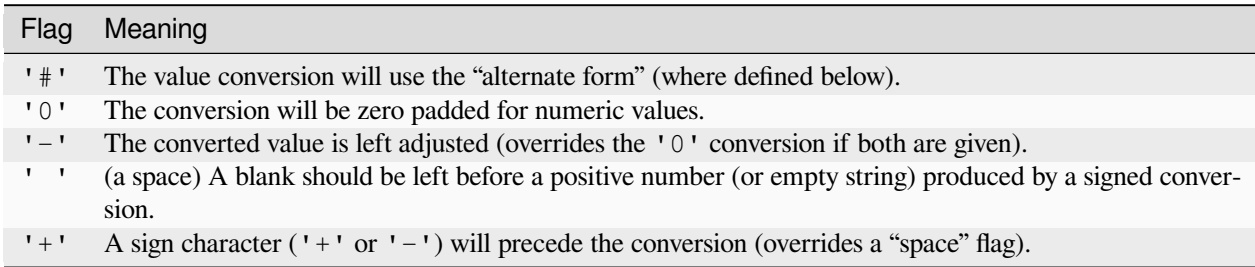 Flag Meaning
'#' The value conversion will use the “alternate form” (where defined below).
'0' The conversion will be zero padded for numeric values.
'-' The converted value is left adjusted (overrides the '0' conversion if both are given).
' ' (a space) A blank should be left before a positive number (or empty string) produced by a signed conver-
sion.
'+' A sign character ('+' or '-') will precede the conversion (overrides a “space” flag).